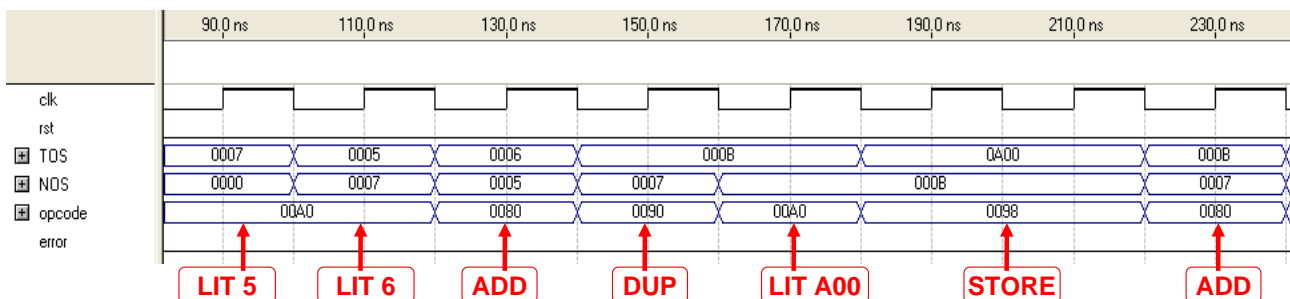 90.0 ns 110.0 ns 130.0 ns 150.0 ns 170.0 ns 190.0 ns 210.0 ns 230.0 ns
clk
rst
TOS 0007 0005 0006 000B 0A00 000B
NOS 0000 0007 0005 0007 000B 0007
opcode 00A0 0080 0090 00A0 0098 0080
error
LIT 5 LIT 6 ADD DUP LIT A00 STORE ADD